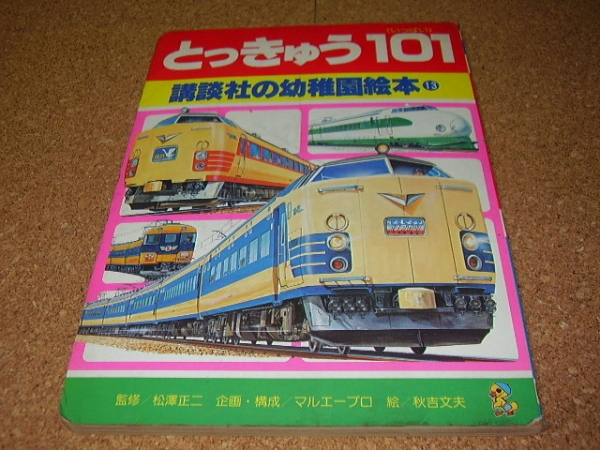 とっきゅう101
講談社の幼稚園絵本13
監修/松澤正二 企画・構成/マルエープロ 絵/秋吉文夫